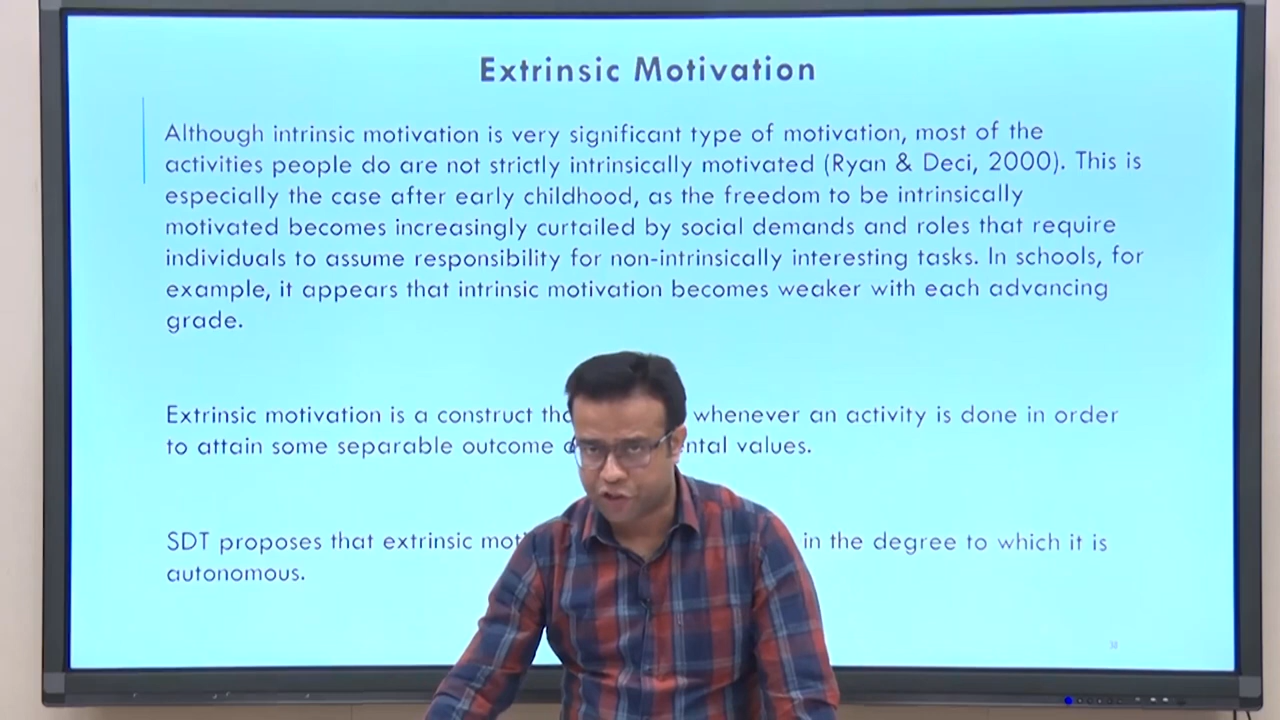 Extrinsic Motivation
Although intrinsic motivation is very significant type of motivation, most of the
activities people do are not strictly intrinsically motivated (Ryan & Deci, 2000). This is
especially the case after early childhood, as the freedom to be intrinsically
motivated becomes increasingly curtailed by social demands and roles that require
individuals to assume responsibility for non-intrinsically interesting tasks. In schools, for
example, it appears that intrinsic motivation becomes weaker with each advancing
grade.
Extrinsic motivation is a construct whenever an activity is done in order
to attain some separable outcome values.
SDT proposes that extrinsic in the degree to which it is
autonomous.